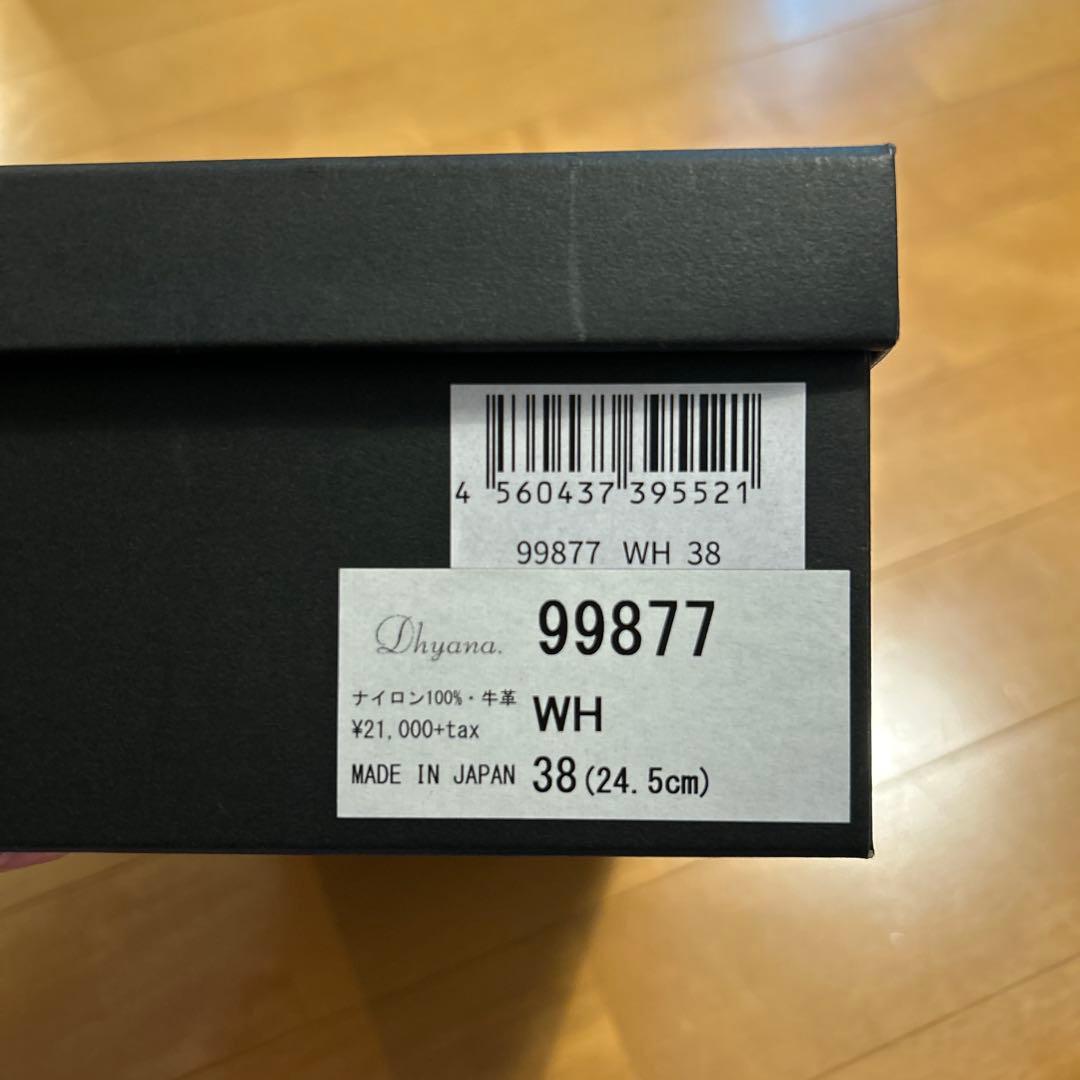 4 560437 395521
99877 WH 38
Dhyana. 99877
ナイロン100%・牛革
¥21,000+tax
WH
MADE IN JAPAN 38(24.5cm)